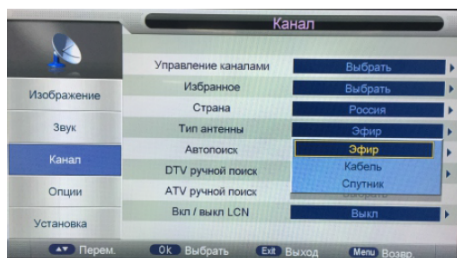 Канал
Управление каналами Выбрать
Избранное Выбрать
Изображение
Страна Россия
Звук
Тип антенны Эфир
Автопоиск Эфир
Канал
DTV ручной поиск Кабель
ATV ручной поиск Спутник
Опции
Вкл / выкл LCN Выкл
Установка
Перем. Ok Выбрать Exit Выход Menu Возвр.